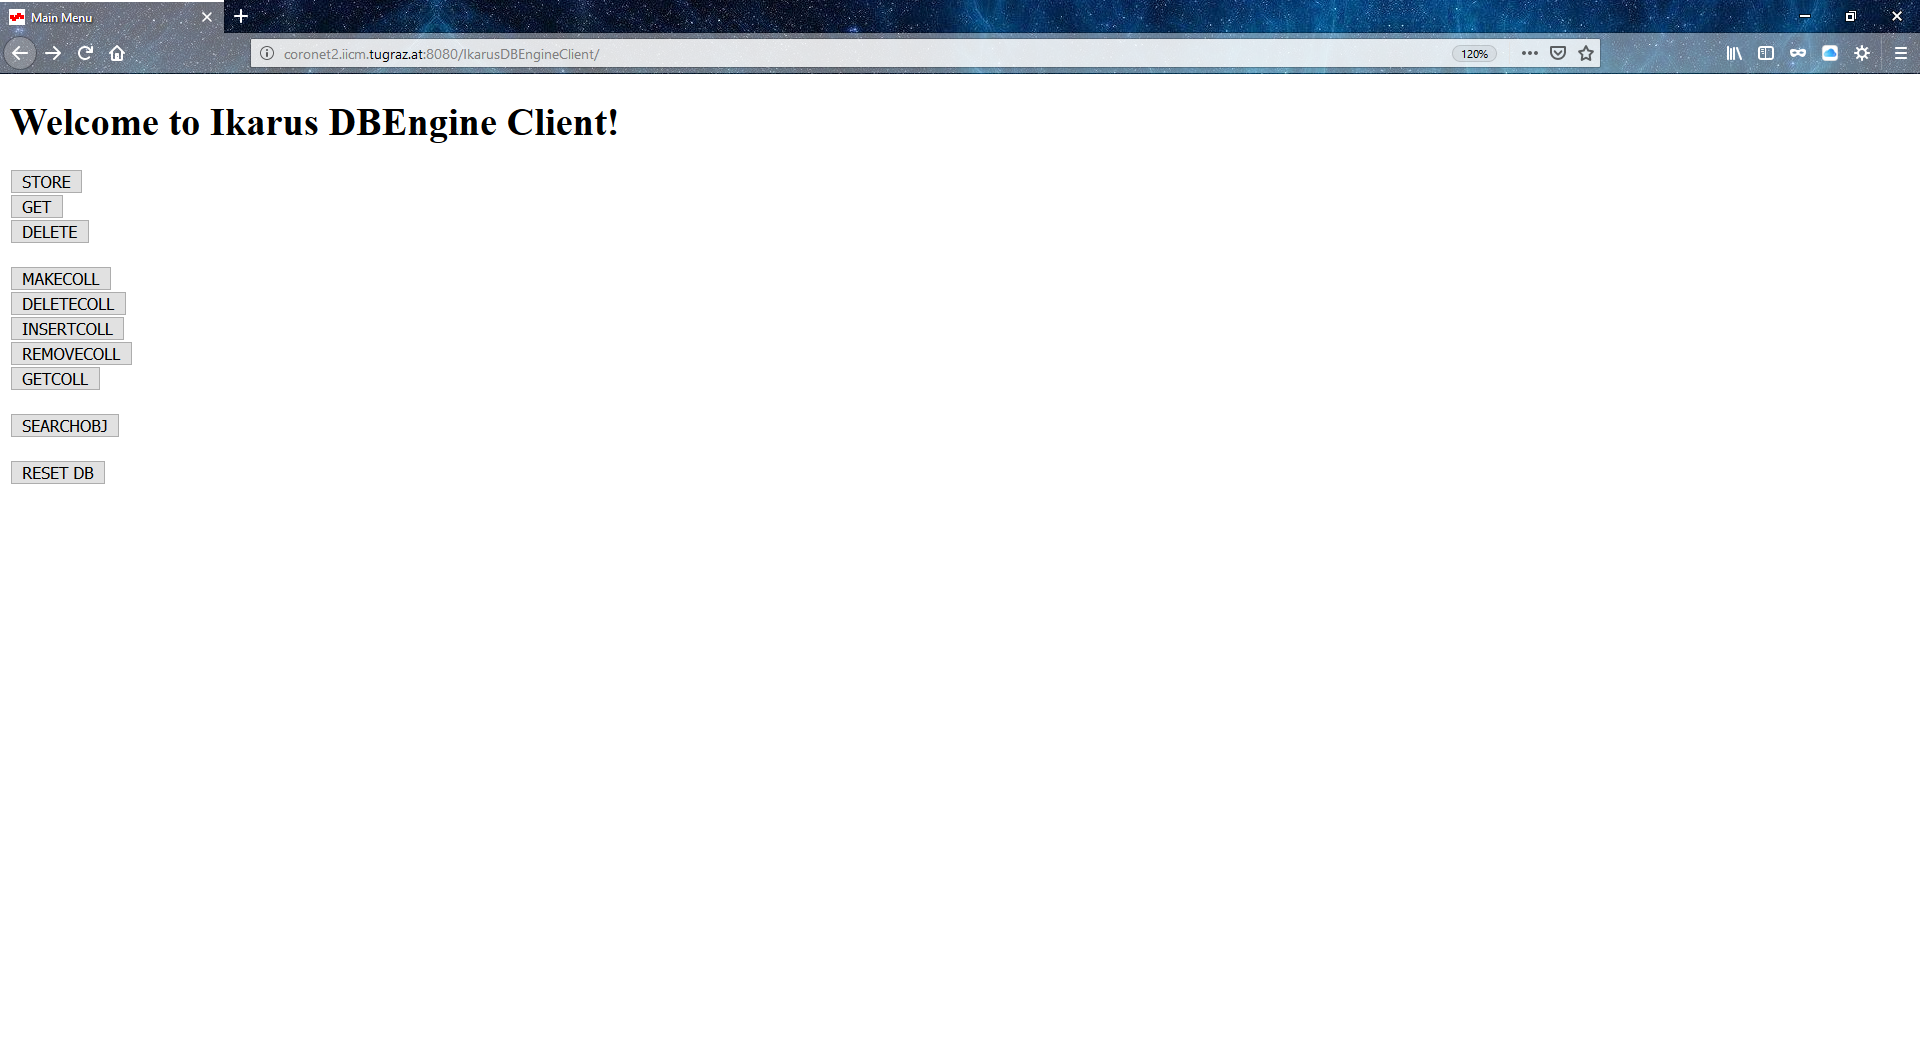 Main Menu
coronet2.iicm.tugraz.at:8080/IkarusDBEngineClient/
120%
Welcome to Ikarus DBEngine Client!
STORE
GET
DELETE
MAKECOLL
DELETECOLL
INSERTCOLL
REMOVECOLL
GETCOLL
SEARCHOBJ
RESET DB